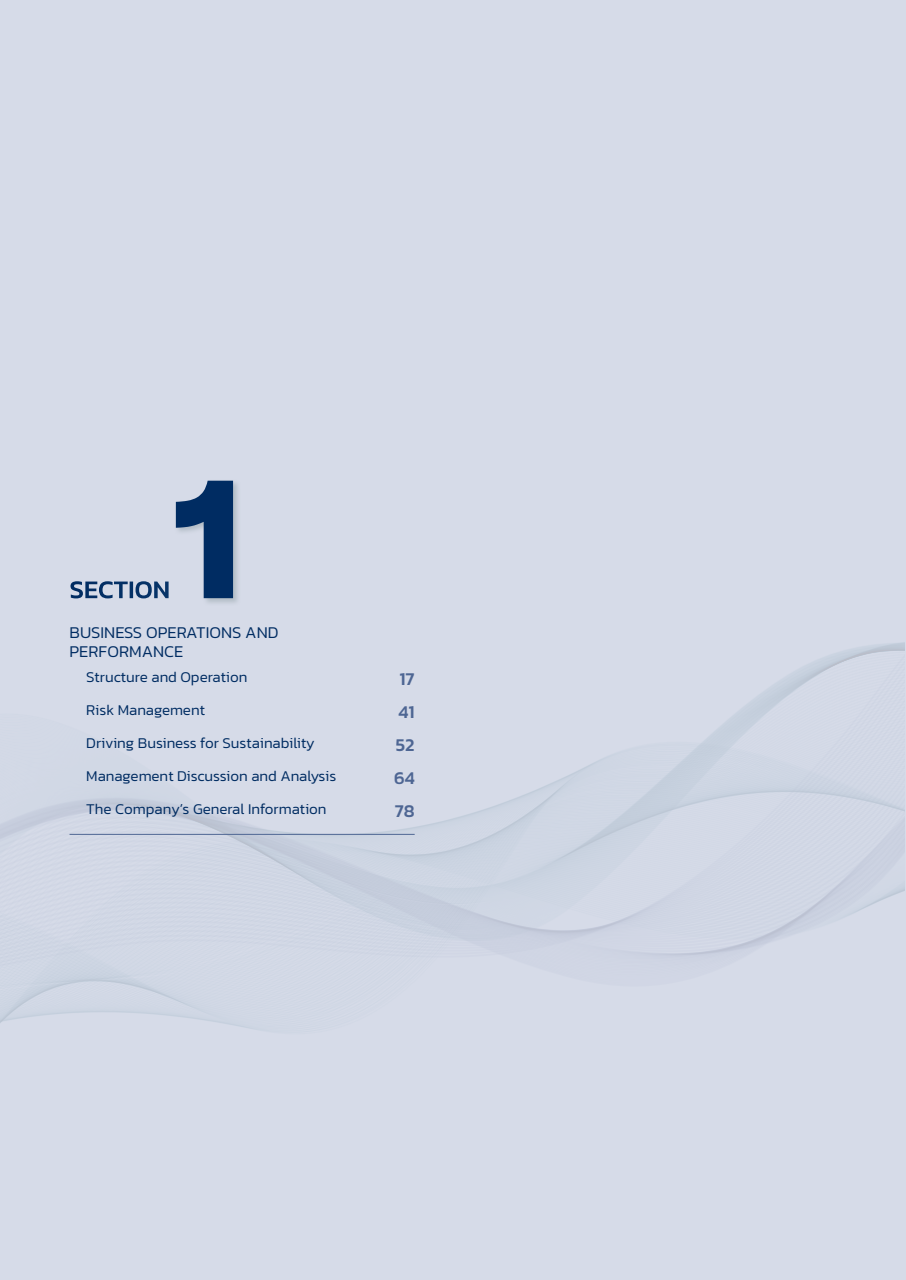 SECTION 1
BUSINESS OPERATIONS AND
PERFORMANCE
Structure and Operation 17
Risk Management 41
Driving Business for Sustainability 52
Management Discussion and Analysis 64
The Company's General Information 78